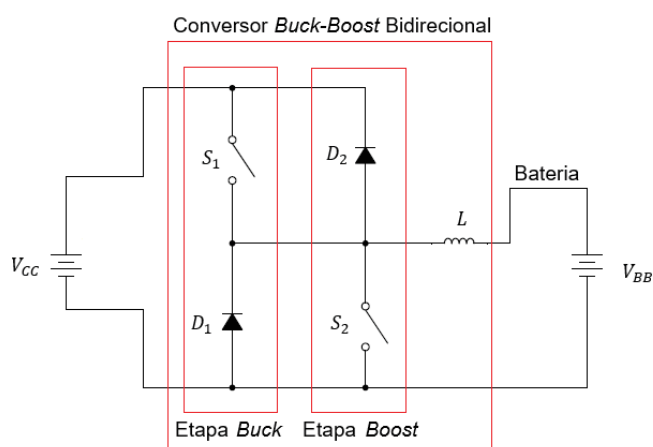 Conversor Buck-Boost Bidirecional
S1
D2
Bateria
L
VCC
VBB
D1
S2
Etapa Buck
Etapa Boost